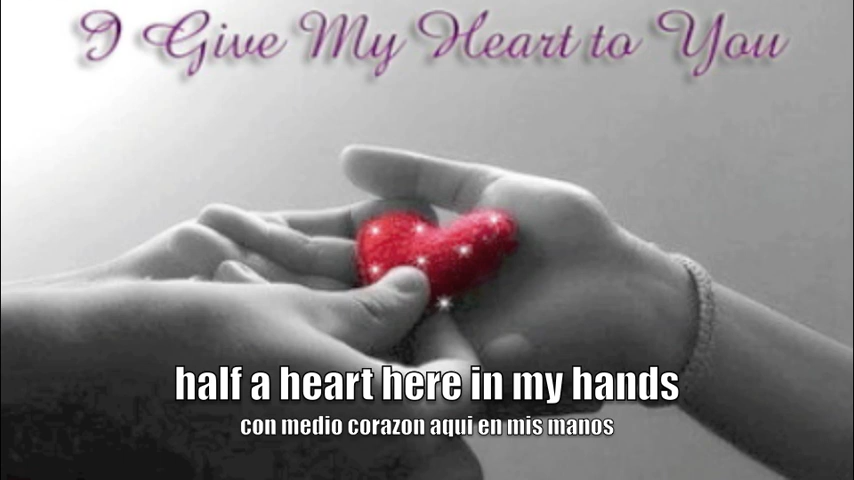 I Give My Heart to You
half a heart here in my hands
con medio corazon aqui en mis manos